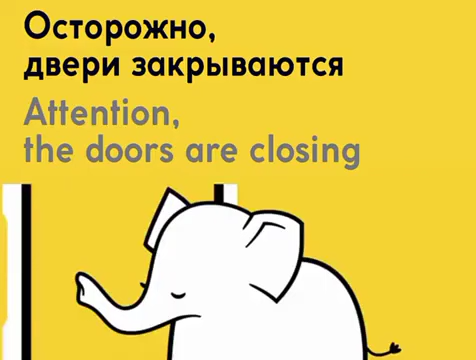 Осторожно,
двери закрываются
Attention,
the doors are closing